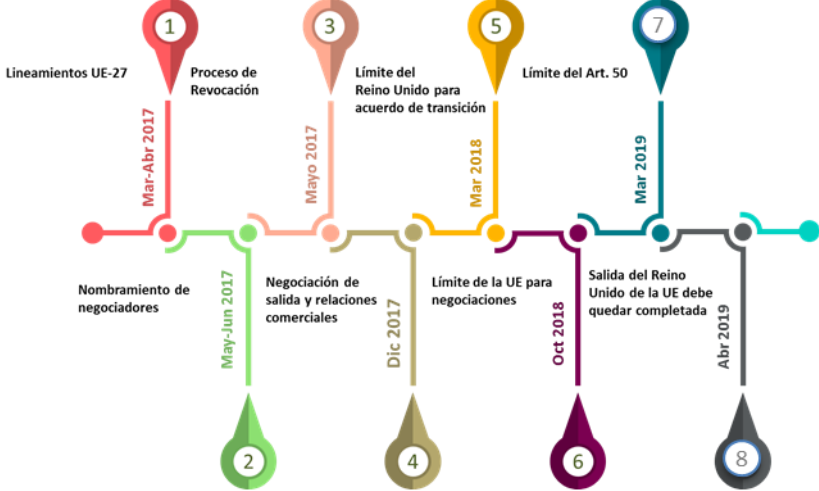 1
3
5
7
Lineamientos UE-27
Proceso de
Revocación
Límite del
Reino Unido para
acuerdo de transición
Límite del Art. 50
Mar-Abr 2017
Mayo 2017
Mar 2018
Mar 2019
Nombramiento de
negociadores
May-Jun 2017
Negociación de
salida y relaciones
comerciales
Dic 2017
Límite de la UE para
negociaciones
Oct 2018
Salida del Reino
Unido de la UE debe
quedar completada
Abr 2019
2
4
6
8